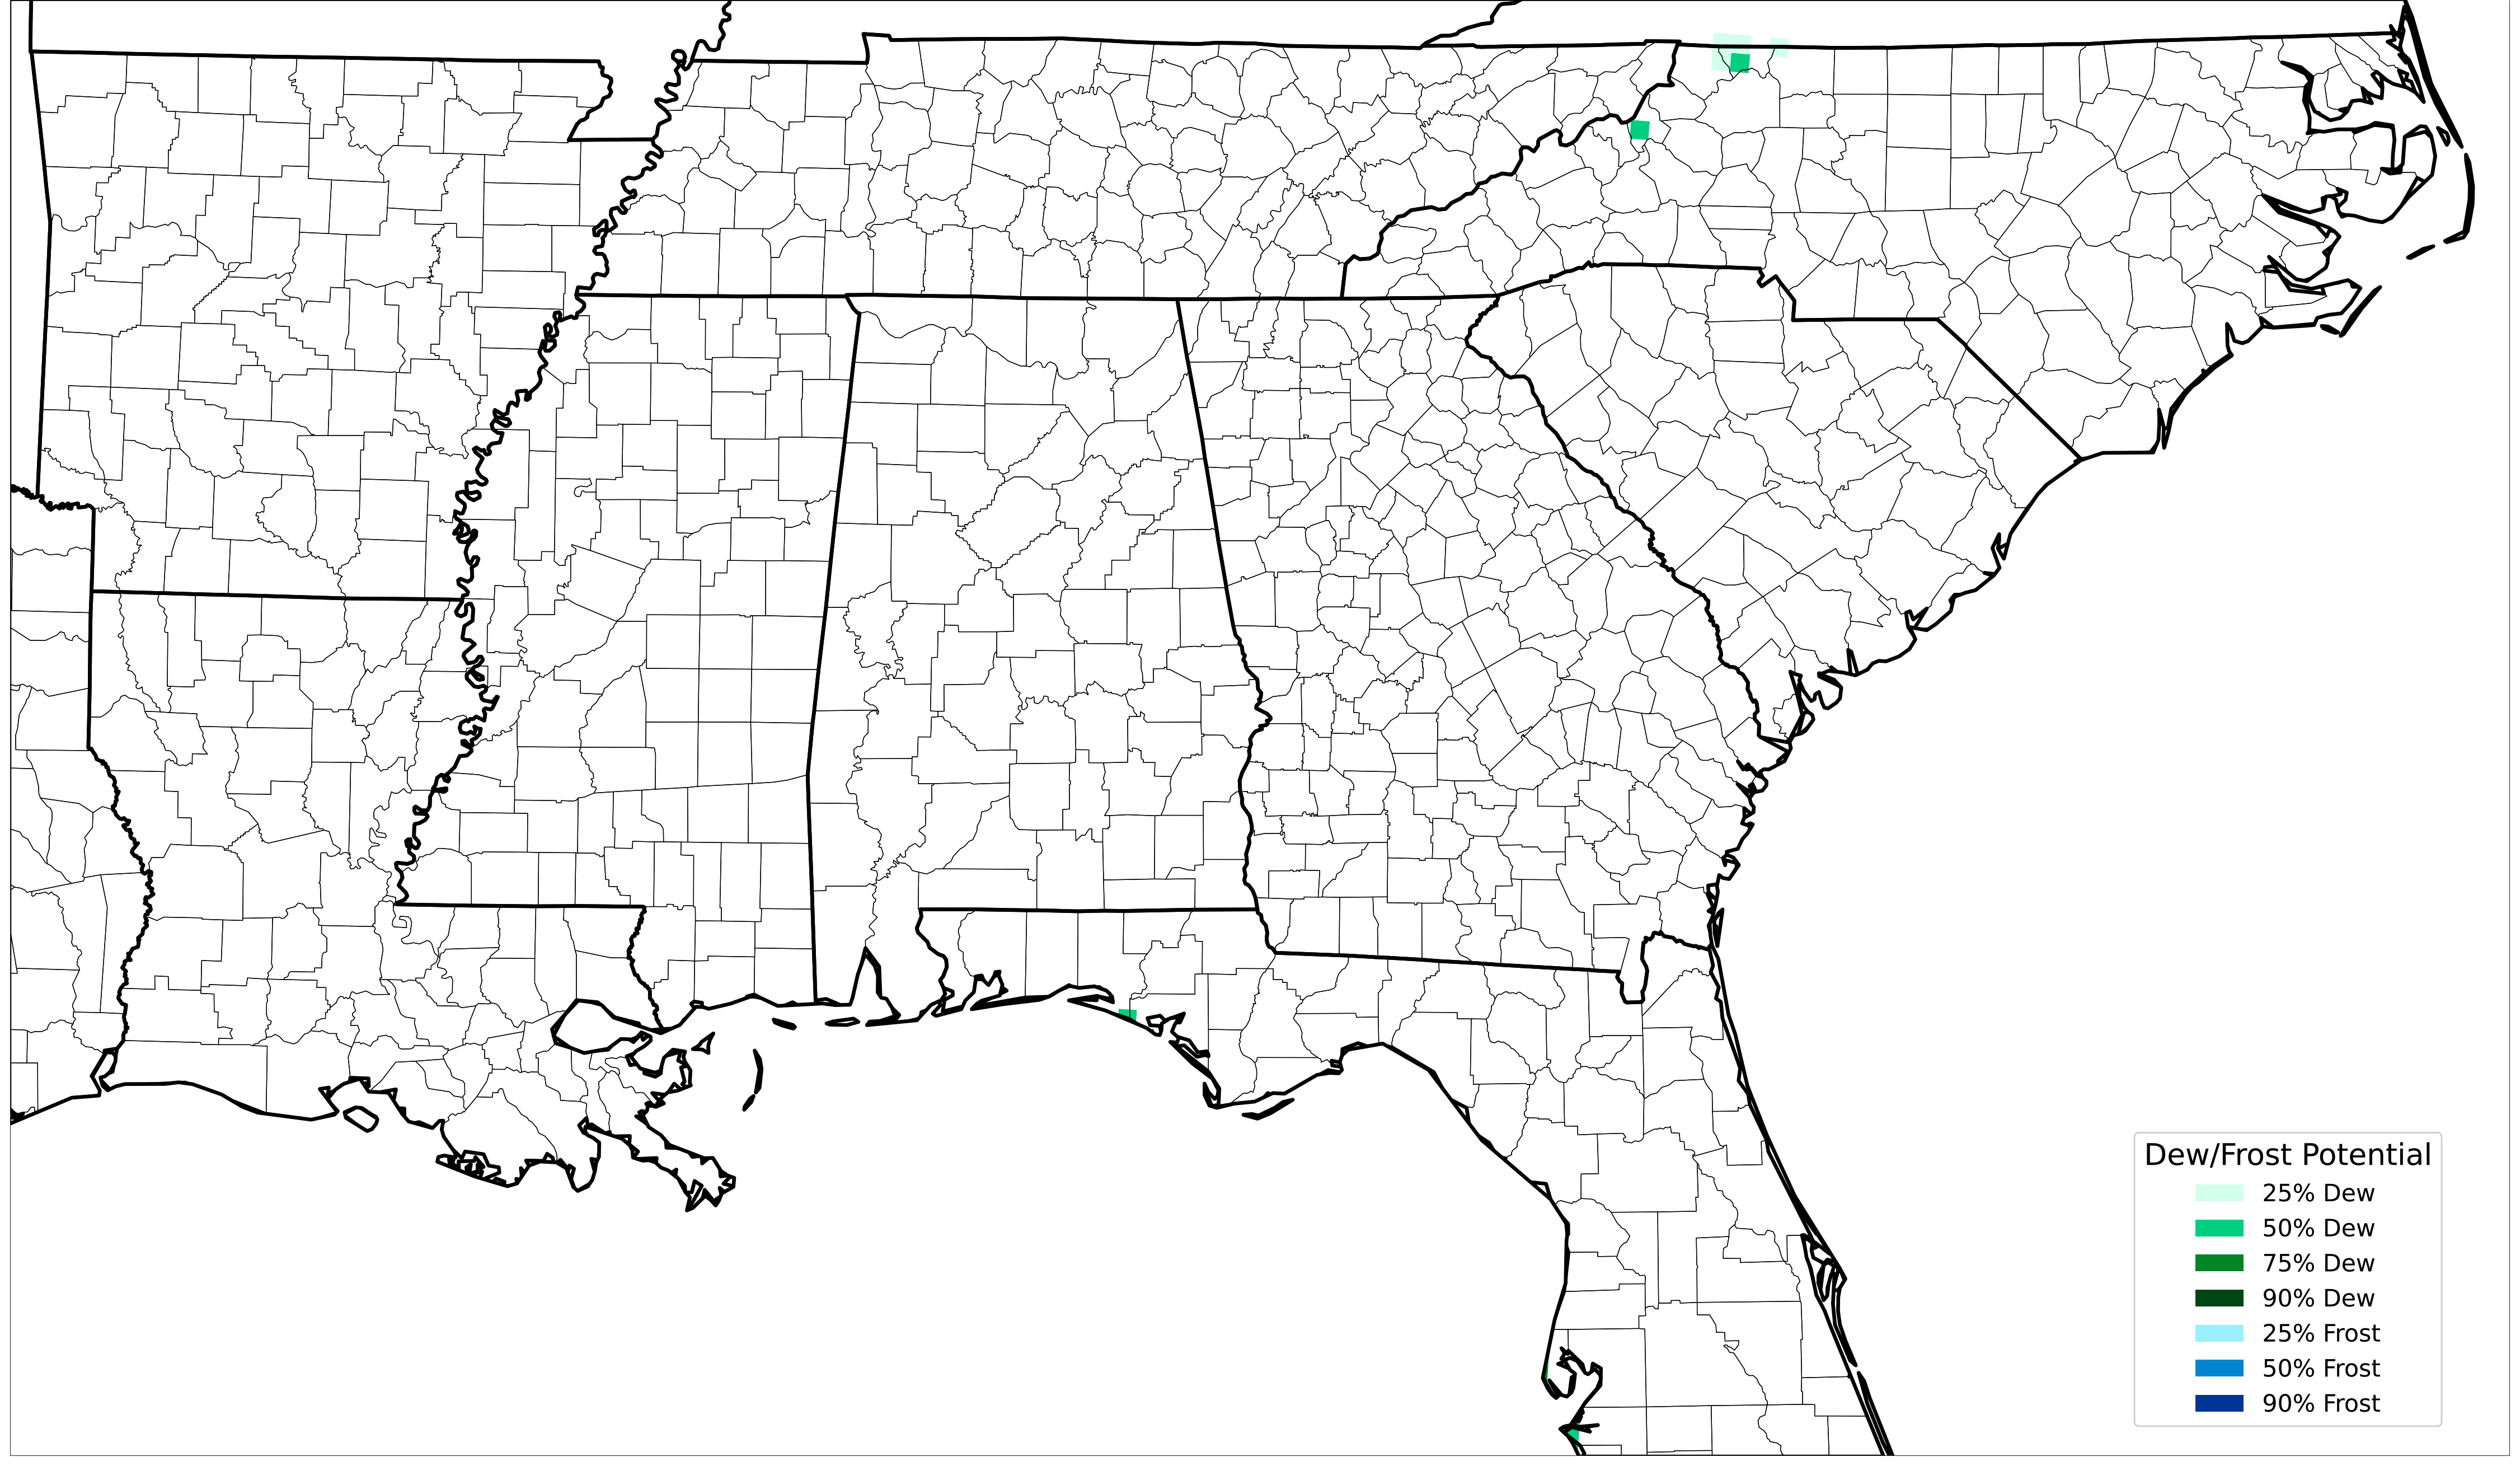 Dew/Frost Potential
25% Dew
50% Dew
75% Dew
90% Dew
25% Frost
50% Frost
90% Frost